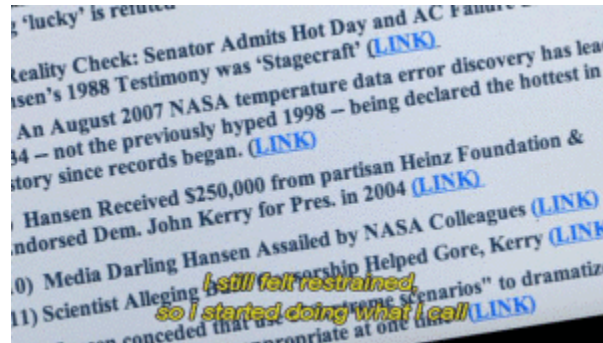 'lucky' is refuted
Reality Check: Senator Admits Hot Day and AC Failure
Hansen's 1988 Testimony was 'Stagecraft' (LINK)
An August 2007 NASA temperature data error discovery has lea
34 – not the previously hyped 1998 – being declared the hottest in
story since records began. (LINK)
Hansen Received $250,000 from partisan Heinz Foundation &
ndorsed Dem. John Kerry for Pres. in 2004 (LINK)
0) Media Darling Hansen Assailed by NASA Colleagues (LINK)
11) Scientist Alleging Censorship Helped Gore, Kerry (LINK
conceded that use extreme scenarios" to dramatiz
appropriate at one time (LINK)
I still felt restrained,
so I started doing what I call